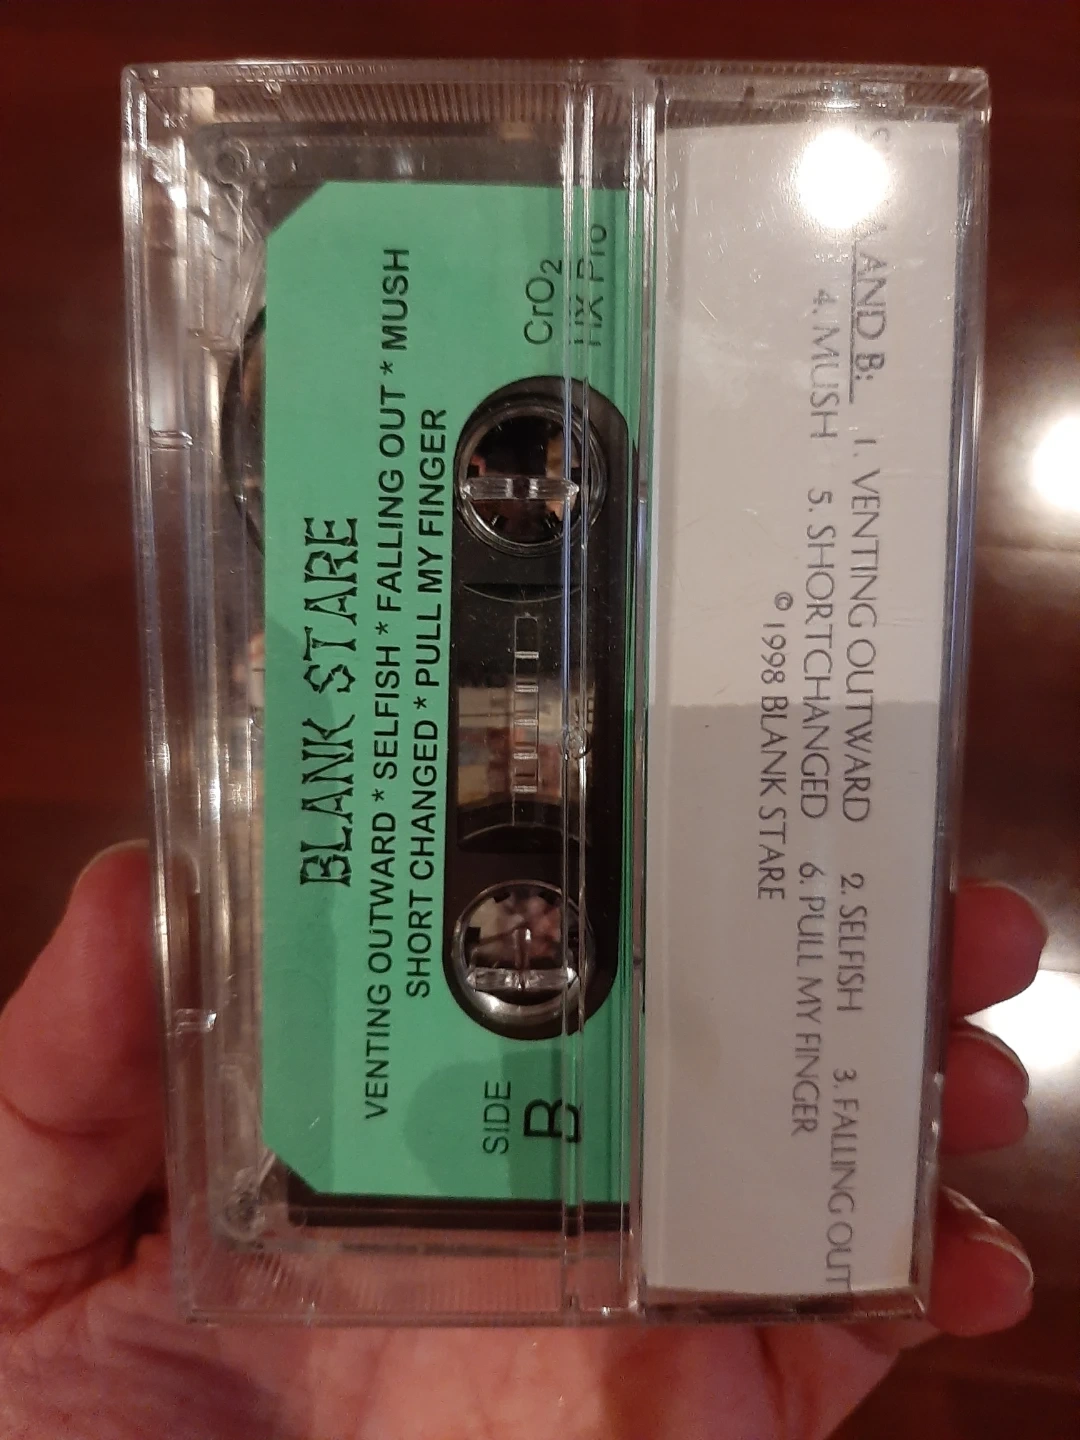 BLANK STARE
VENTING OUTWARD * SELFISH * FALLING OUT * MUSH
SHORT CHANGED * PULL MY FINGER
SIDE
B
CrO2
HX Pro
AND B: 1. VENTING OUTWARD 2. SELFISH 3. FALLING OUT
4. MUSH 5. SHORTCHANGED 6. PULL MY FINGER
© 1998 BLANK STARE